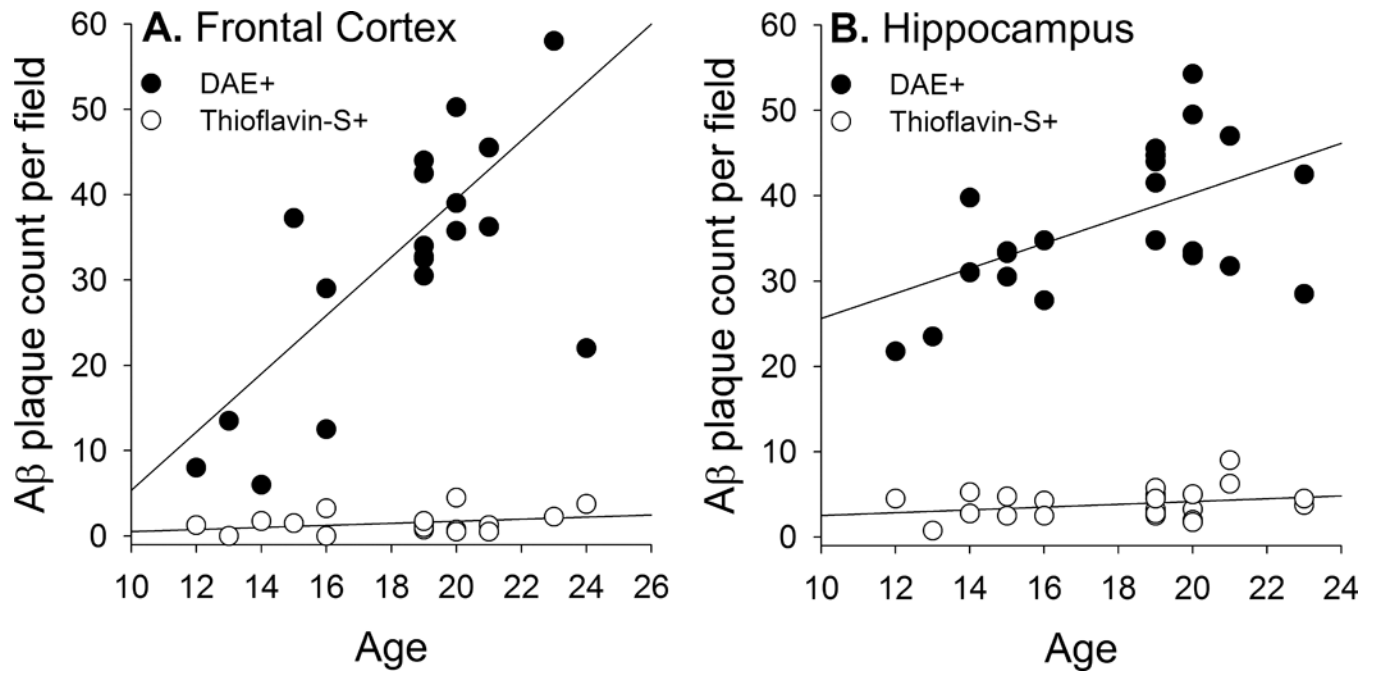 A. Frontal Cortex
DAE+
Thioflavin-S+
Aβ plaque count per field
60
50
40
30
20
10
0
10 12 14 16 18 20 22 24 26
Age
B. Hippocampus
DAE+
Thioflavin-S+
Aβ plaque count per field
60
50
40
30
20
10
0
10 12 14 16 18 20 22 24
Age